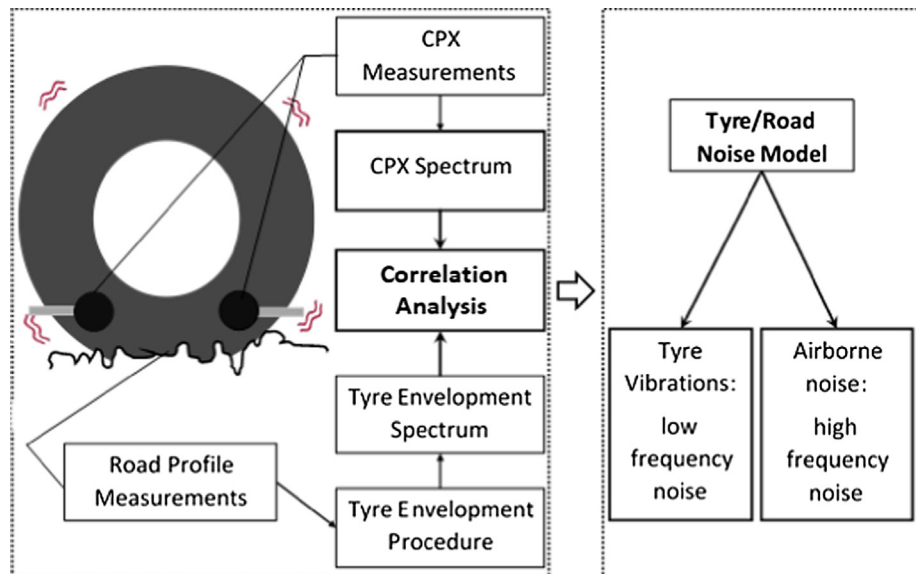 CPX
Measurements
CPX Spectrum
Correlation
Analysis
Tyre Envelopment
Spectrum
Road Profile
Measurements
Tyre Envelopment
Procedure
Tyre/Road
Noise Model
Tyre
Vibrations:
low
frequency
noise
Airborne
noise:
high
frequency
noise